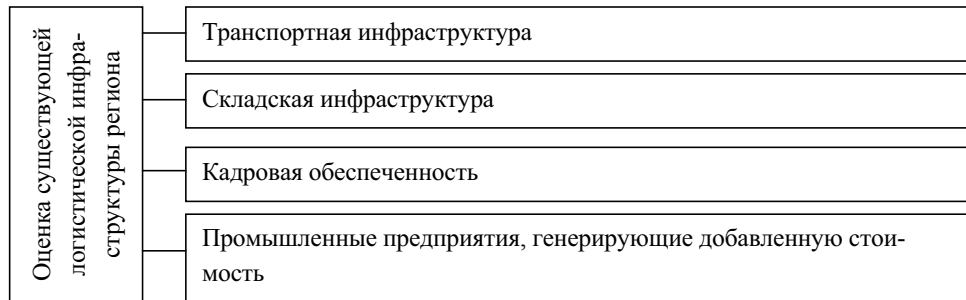 Оценка существующей
логистической инфра-
структуры региона
Транспортная инфраструктура
Складская инфраструктура
Кадровая обеспеченность
Промышленные предприятия, генерирующие добавленную стои-
мость